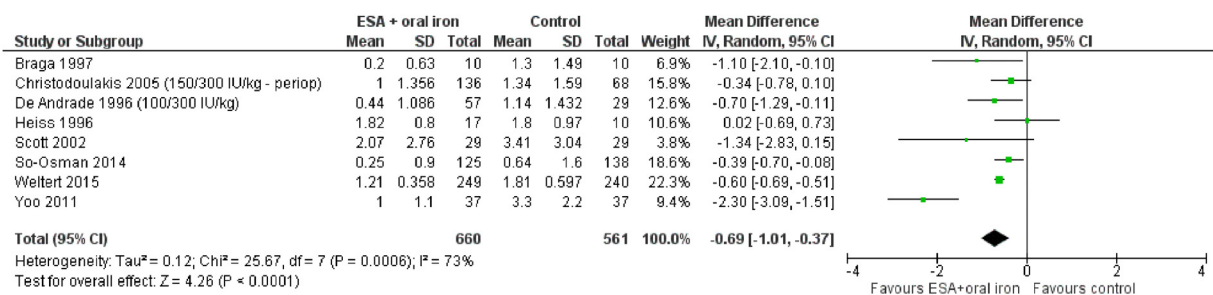 ESA + oral iron Control Mean Difference Mean Difference
Study or Subgroup Mean SD Total Mean SD Total Weight IV, Random, 95% CI IV, Random, 95% CI
Braga 1997 0.2 0.63 10 1.3 1.49 10 6.9% -1.10 [-2.10, -0.10]
Christodoulakis 2005 (150/300 IU/kg - periop) 1 1.356 136 1.34 1.59 68 15.8% -0.34 [-0.78, 0.10]
De Andrade 1996 (100/300 IU/kg) 0.44 1.086 57 1.14 1.432 29 12.6% -0.70 [-1.29, -0.11]
Heiss 1996 1.82 0.8 17 1.8 0.97 10 10.6% 0.02 [-0.69, 0.73]
Scott 2002 2.07 2.76 29 3.41 3.04 29 3.8% -1.34 [-2.83, 0.15]
So-Osman 2014 0.25 0.9 125 0.64 1.6 138 18.6% -0.39 [-0.70, -0.08]
Weltert 2015 1.21 0.358 249 1.81 0.597 240 22.3% -0.60 [-0.69, -0.51]
Yoo 2011 1 1.1 37 3.3 2.2 37 9.4% -2.30 [-3.09, -1.51]
Total (95% CI) 660 561 100.0% -0.69 [-1.01, -0.37]
Heterogeneity: Tau² = 0.12; Chi² = 25.67, df = 7 (P = 0.0006); I² = 73%
Test for overall effect: Z = 4.26 (P < 0.0001)
-4 -2 0 2 4
Favours ESA+oral iron Favours control